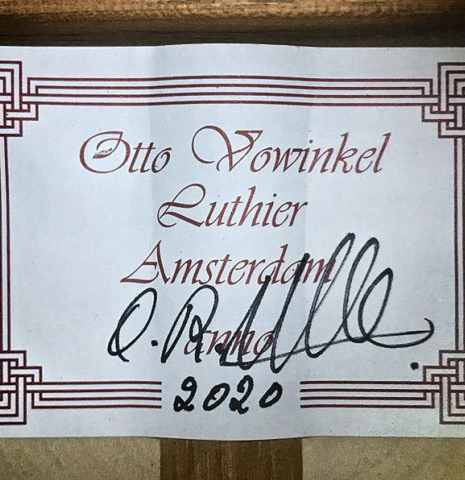 Otto Vowinkel
Luthier
Amsterdam
anno
2020